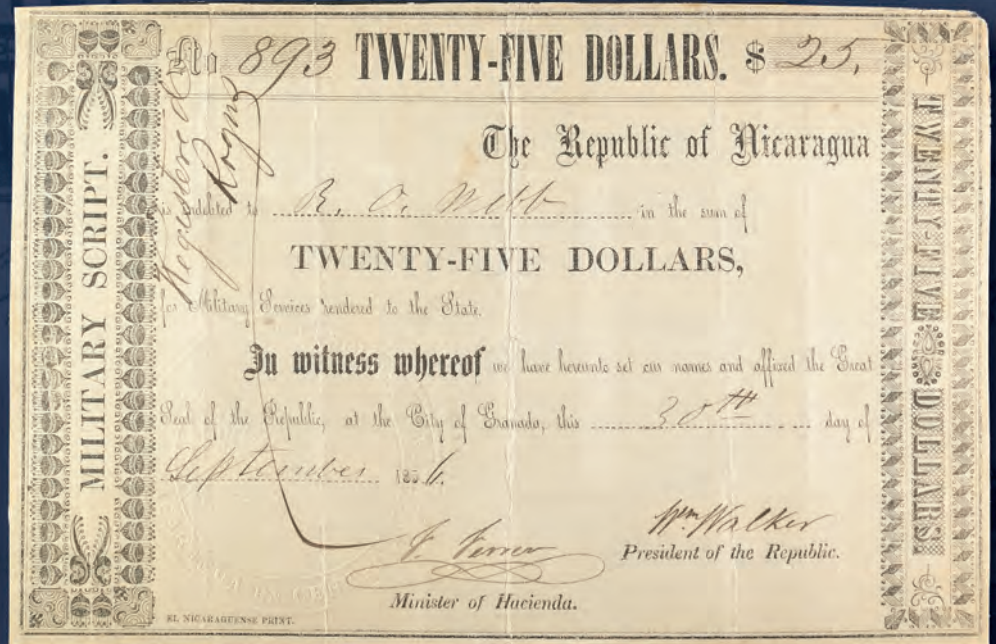 MILITARY SCRIPT.
No 893 TWENTY-FIVE DOLLARS. $ 25.
Registered
The Republic of Nicaragua
is indebted to R. O. Webb in the sum of
TWENTY-FIVE DOLLARS,
for Military Services rendered to the State.
In witness whereof we have hereunto set our names and affixed the Great
Seal of the Republic, at the City of Granada, this 30TH day of
September 1856.
F. Ferrer
Minister of Hacienda.
Wm Walker
President of the Republic.
EL NICARAGUENSE PRINT.
TWENTY-FIVE DOLLARS